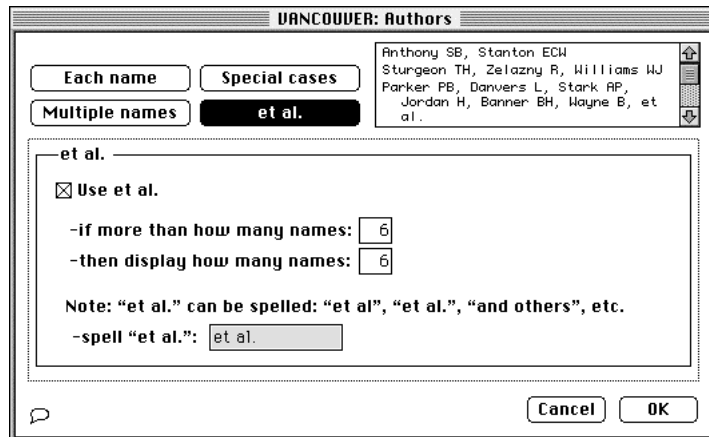 VANCOUVER: Authors
Each name
Special cases
Multiple names
et al.
Anthony SB, Stanton ECW
Sturgeon TH, Zelazny R, Williams WJ
Parker PB, Danvers L, Stark AP,
Jordan H, Banner BH, Wayne B, et
al.
et al.
Use et al.
-if more than how many names: 6
-then display how many names: 6
Note: “et al.” can be spelled: “et al”, “et al.”, “and others”, etc.
-spell “et al.”: et al.
Cancel
OK